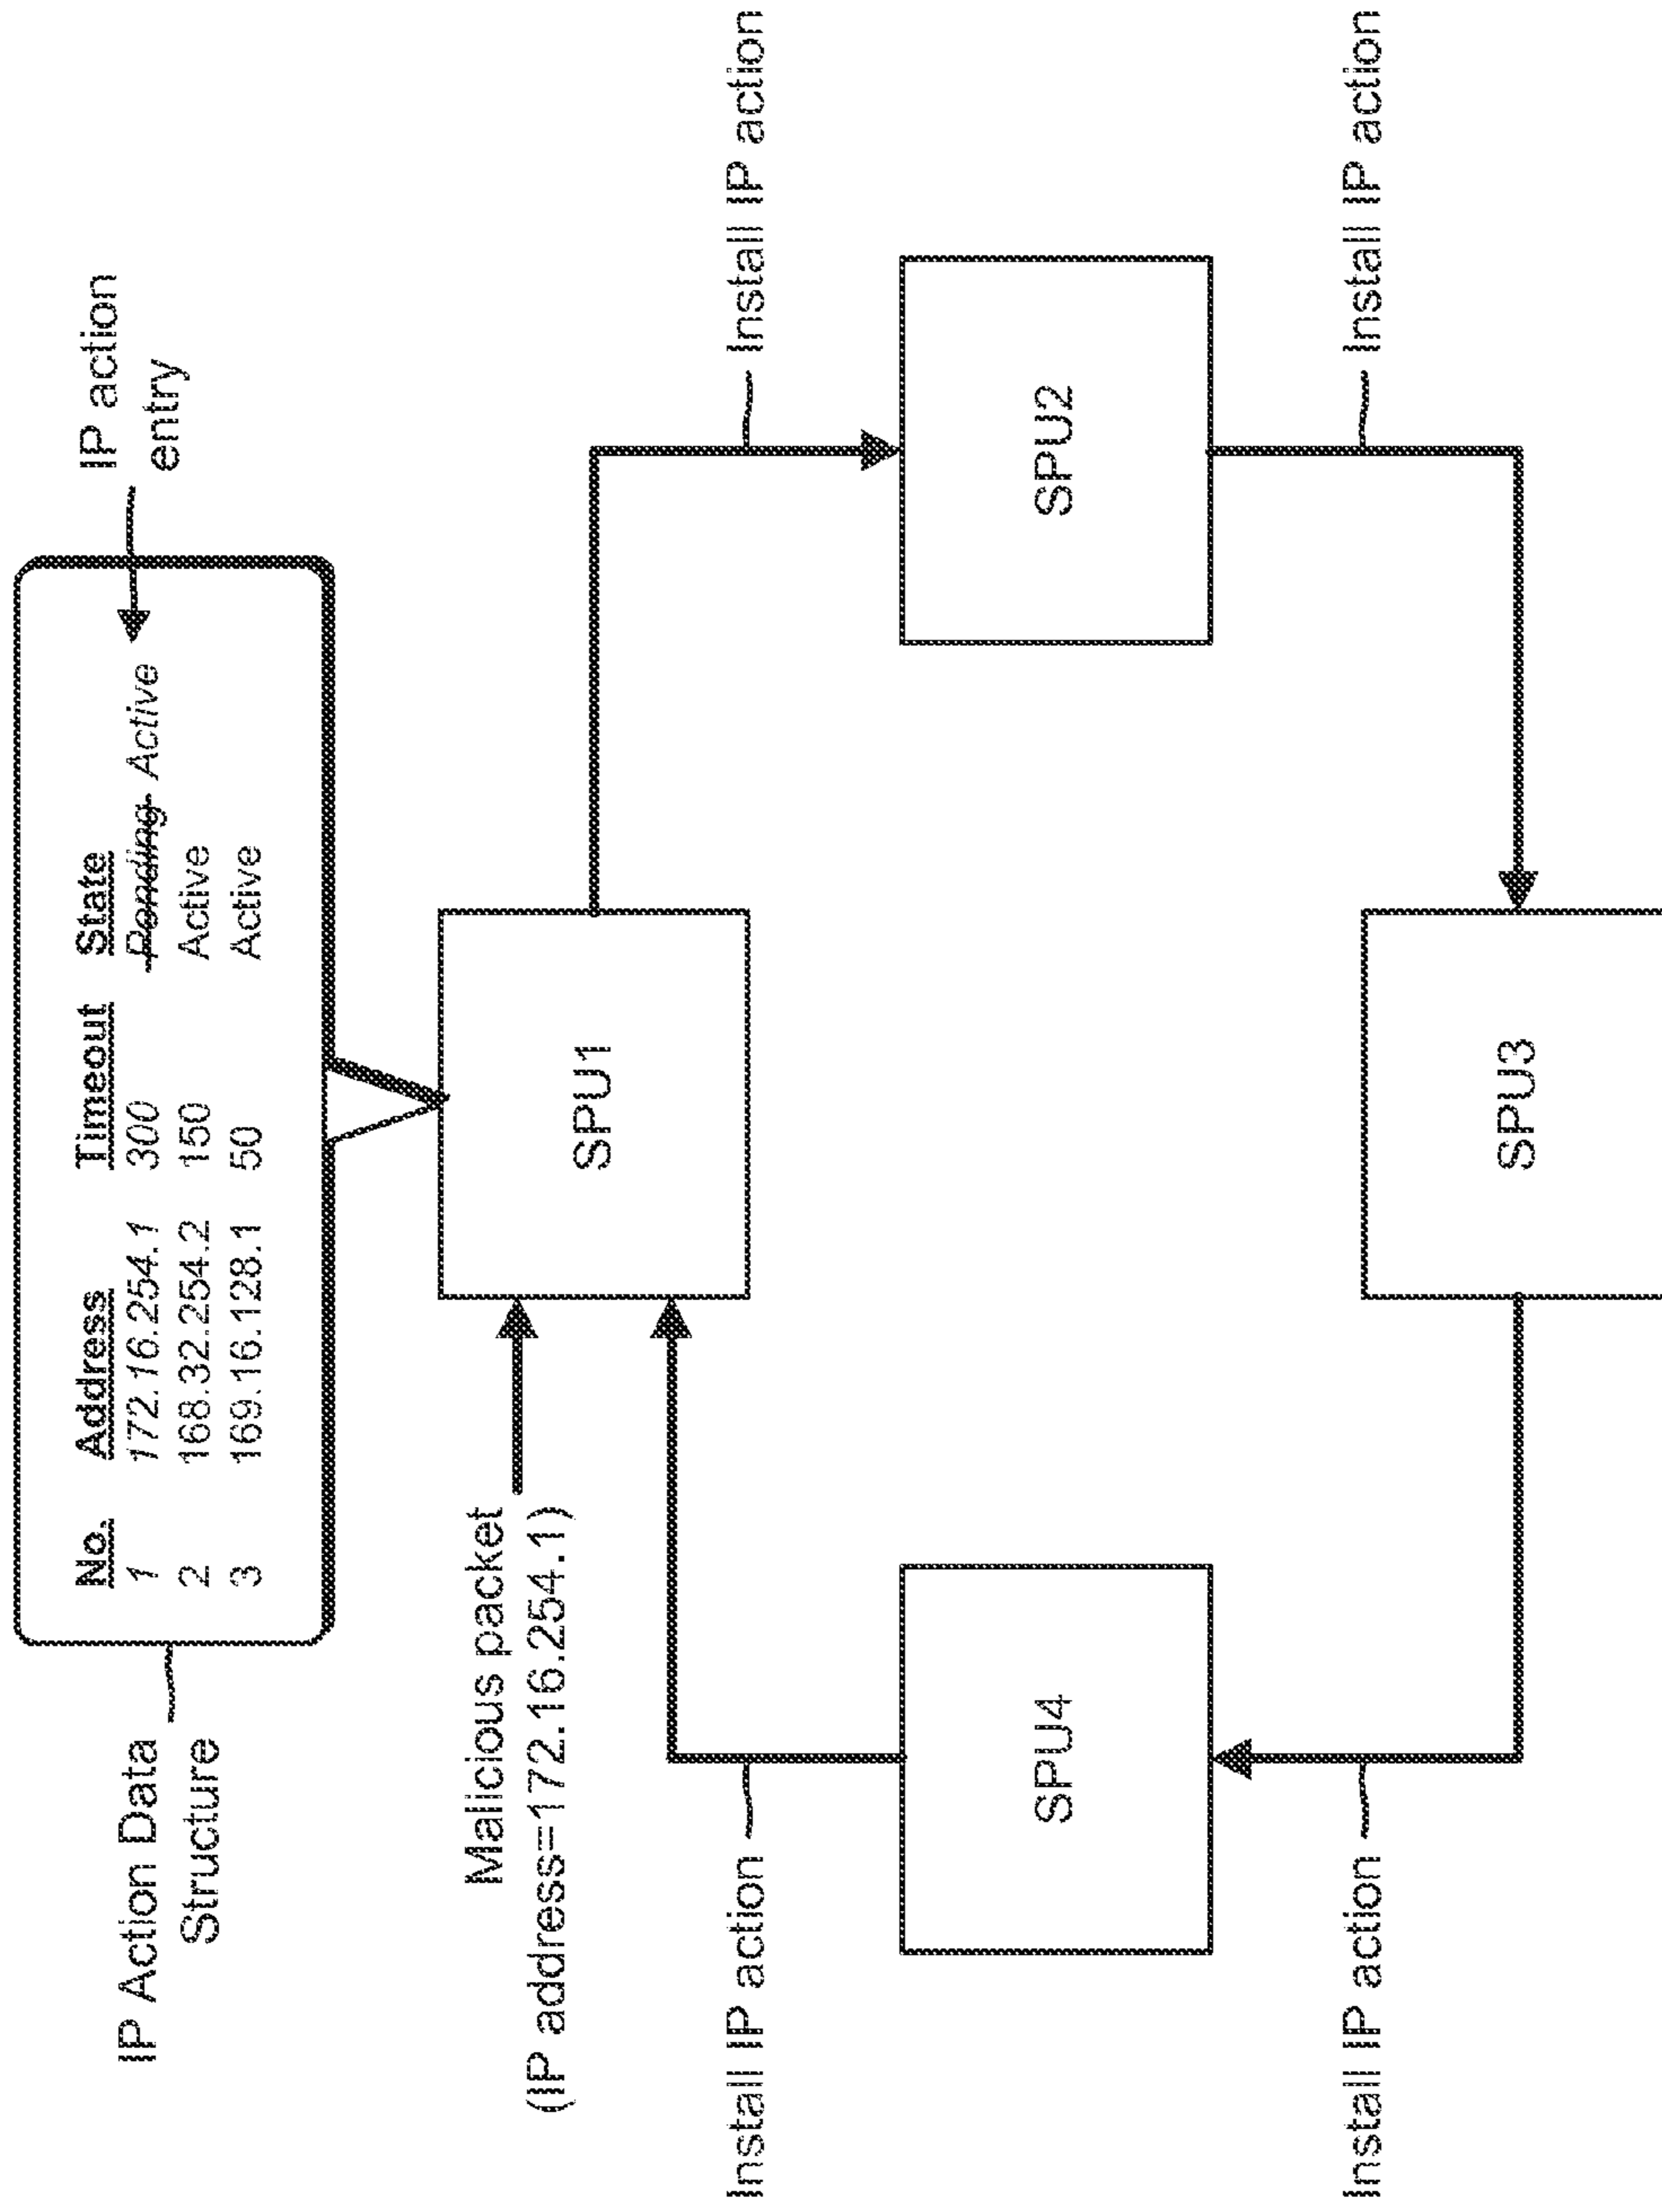 IP Action Data
Structure
No. Address Timeout State
1 172.16.254.1 300 Pending Active
2 168.32.254.2 150 Active
3 169.16.128.1 50 Active
IP action
entry
Malicious packet
(IP address=172.16.254.1)
SPU1
Install IP action
Install IP action
SPU4
SPU2
Install IP action
Install IP action
SPU3